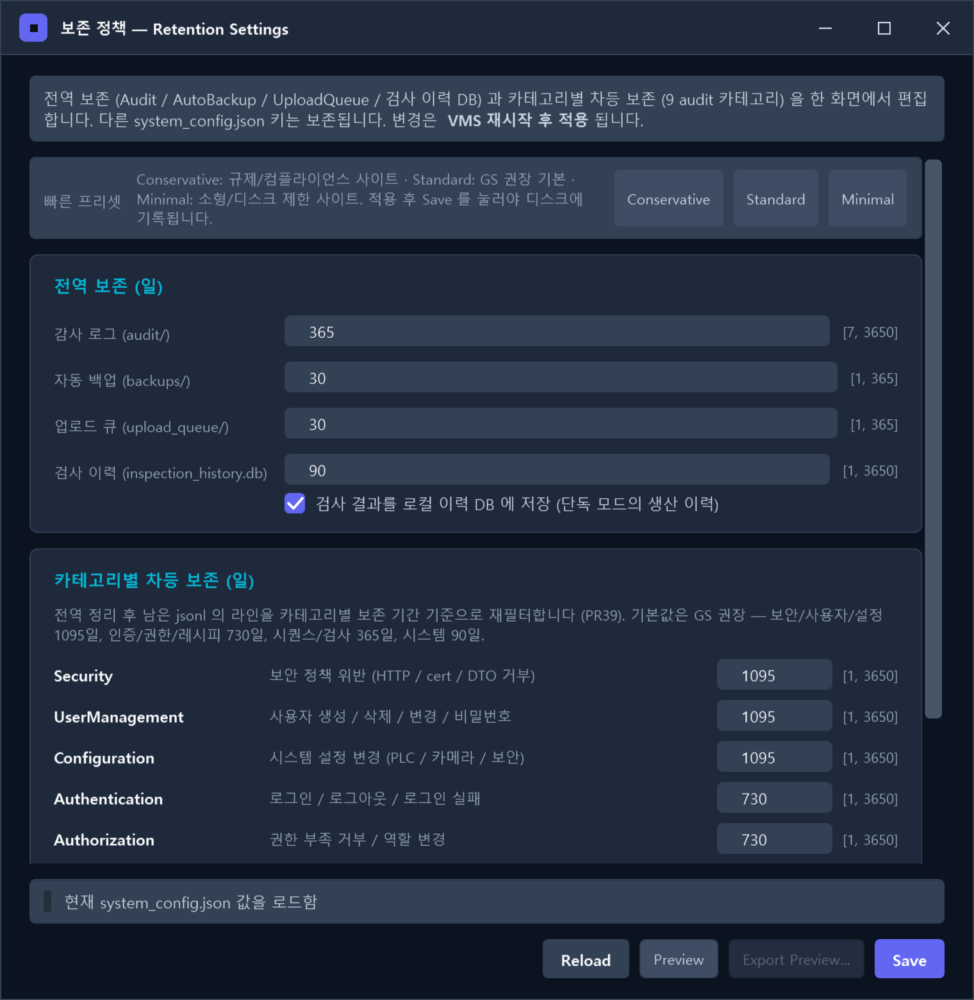 보존 정책 — Retention Settings
전역 보존 (Audit / AutoBackup / UploadQueue / 검사 이력 DB) 과 카테고리별 차등 보존 (9 audit 카테고리) 을 한 화면에서 편집
합니다. 다른 system_config.json 키는 보존됩니다. 변경은 VMS 재시작 후 적용 됩니다.
빠른 프리셋
Conservative: 규제/컴플라이언스 사이트 · Standard: GS 권장 기본 ·
Minimal: 소형/디스크 제한 사이트. 적용 후 Save 를 눌러야 디스크에
기록됩니다.
Conservative Standard Minimal
전역 보존 (일)
감사 로그 (audit/) 365 [7, 3650]
자동 백업 (backups/) 30 [1, 365]
업로드 큐 (upload_queue/) 30 [1, 365]
검사 이력 (inspection_history.db) 90 [1, 3650]
검사 결과를 로컬 이력 DB 에 저장 (단독 모드의 생산 이력)
카테고리별 차등 보존 (일)
전역 정리 후 남은 jsonl 의 라인을 카테고리별 보존 기간 기준으로 재필터합니다 (PR39). 기본값은 GS 권장 — 보안/사용자/설정
1095일, 인증/권한/레시피 730일, 시퀀스/검사 365일, 시스템 90일.
Security 보안 정책 위반 (HTTP / cert / DTO 거부) 1095 [1, 3650]
UserManagement 사용자 생성 / 삭제 / 변경 / 비밀번호 1095 [1, 3650]
Configuration 시스템 설정 변경 (PLC / 카메라 / 보안) 1095 [1, 3650]
Authentication 로그인 / 로그아웃 / 로그인 실패 730 [1, 3650]
Authorization 권한 부족 거부 / 역할 변경 730 [1, 3650]
현재 system_config.json 값을 로드함
Reload Preview Export Preview... Save